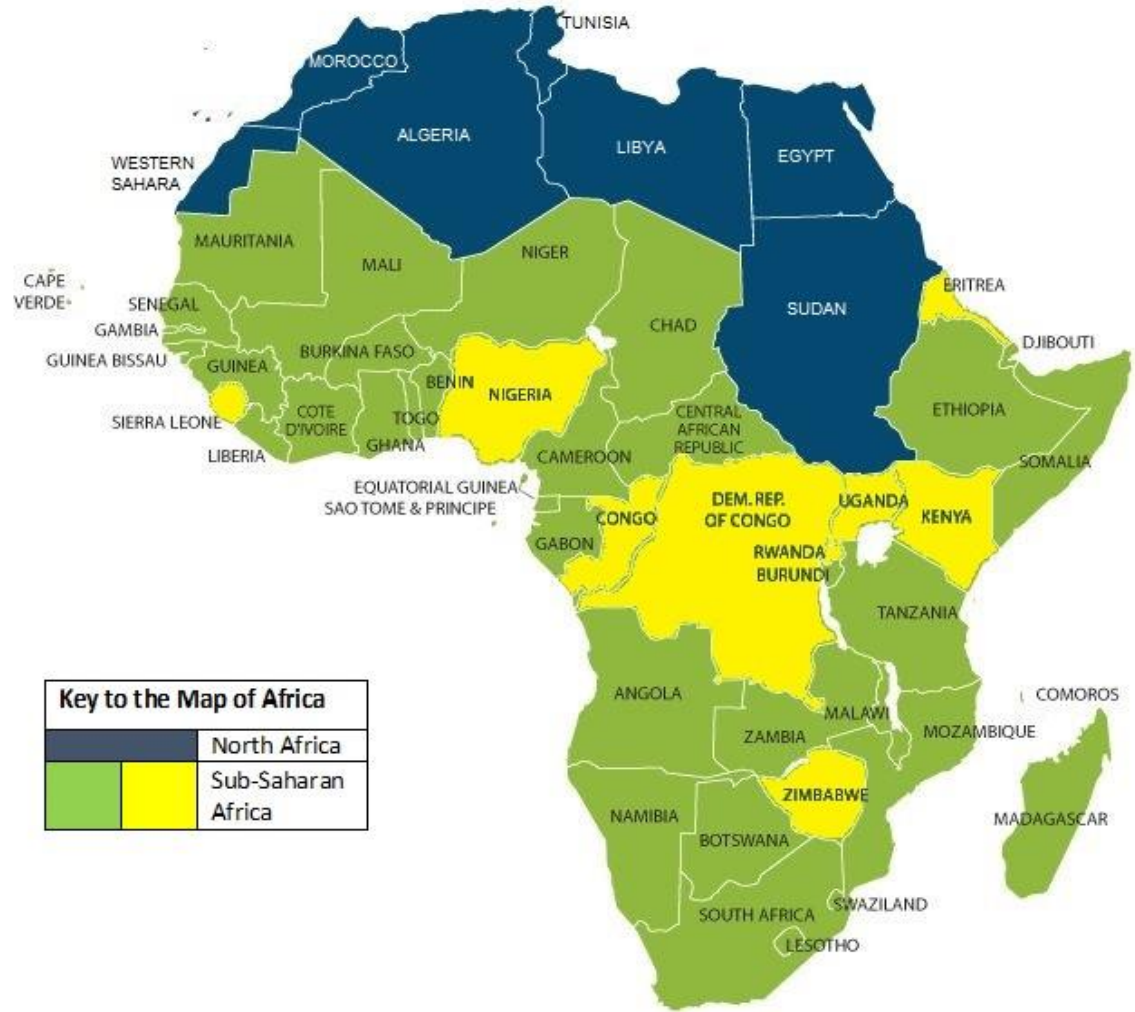 TUNISIA
MOROCCO
ALGERIA
LIBYA
EGYPT
WESTERN
SAHARA
MAURITANIA
MALI
NIGER
CHAD
SUDAN
ERITREA
CAPE
VERDE
SENEGAL
GAMBIA
GUINEA BISSAU
GUINEA
BURKINA FASO
BENIN
NIGERIA
DJIBOUTI
SIERRA LEONE
COTE
D'IVOIRE
TOGO
GHANA
LIBERIA
CENTRAL
AFRICAN
REPUBLIC
ETHIOPIA
SOMALIA
CAMEROON
EQUATORIAL GUINEA
SAO TOME & PRINCIPE
GABON
CONGO
DEM. REP.
OF CONGO
UGANDA
KENYA
RWANDA
BURUNDI
TANZANIA
ANGOLA
ZAMBIA
MALAWI
MOZAMBIQUE
COMOROS
ZIMBABWE
NAMIBIA
BOTSWANA
MADAGASCAR
SOUTH AFRICA
SWAZILAND
LESOTHO
Key to the Map of Africa
North Africa
Sub-Saharan
Africa